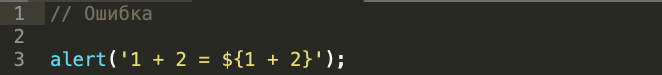 1 // Ошибка
2
3 alert('1 + 2 = ${1 + 2}');